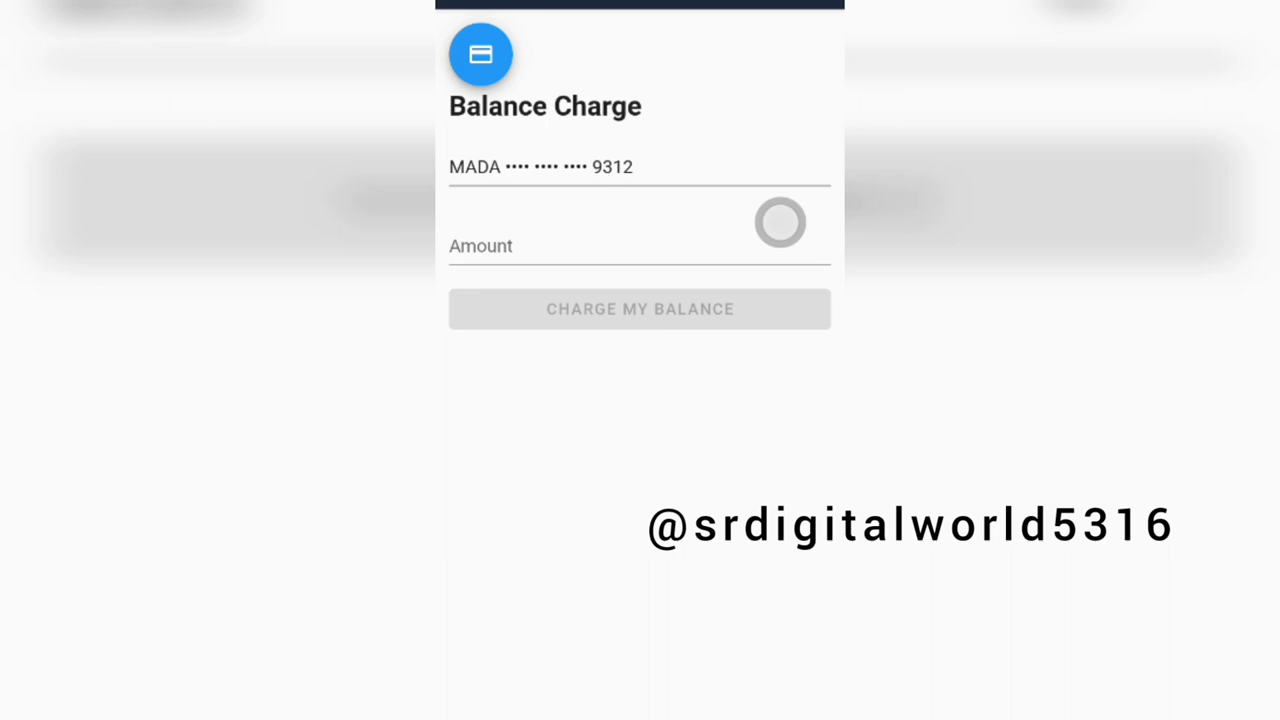 Balance Charge
MADA •••• •••• •••• 9312
Amount
CHARGE MY BALANCE
@srdigitalworld5316